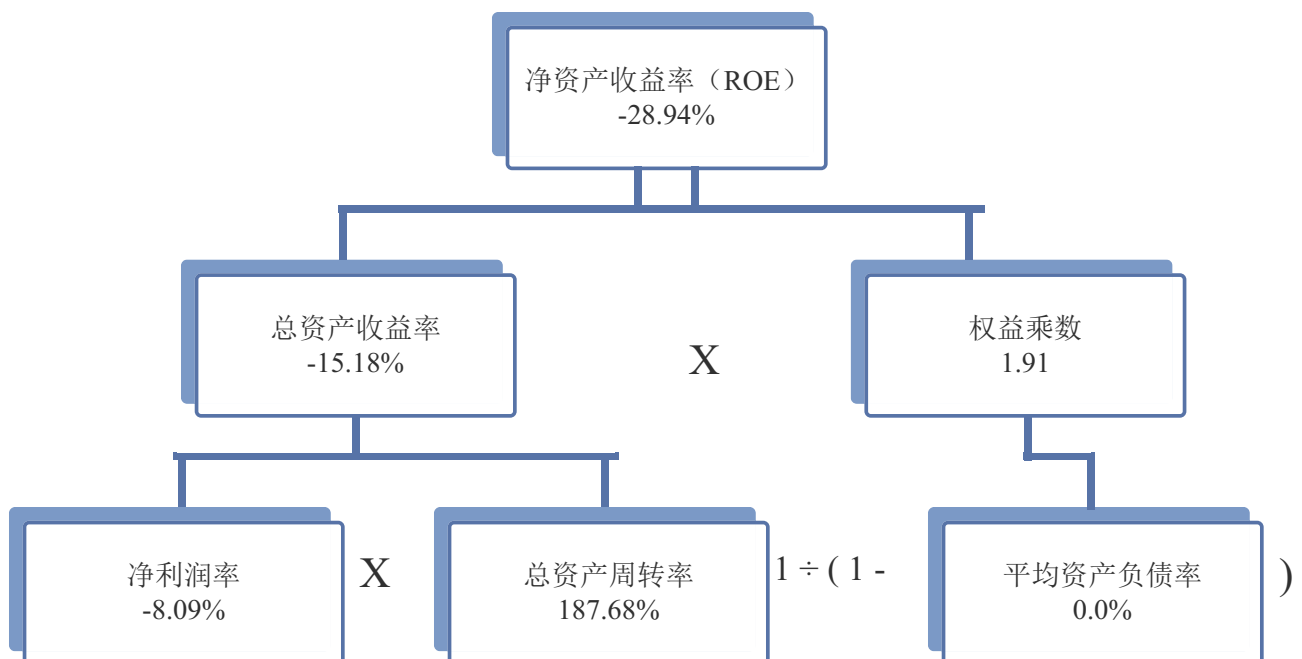 净资产收益率（ROE）
-28.94%
总资产收益率
-15.18%
X
权益乘数
1.91
净利润率
-8.09%
X
总资产周转率
187.68%
1 ÷ ( 1 -
平均资产负债率
0.0%
)